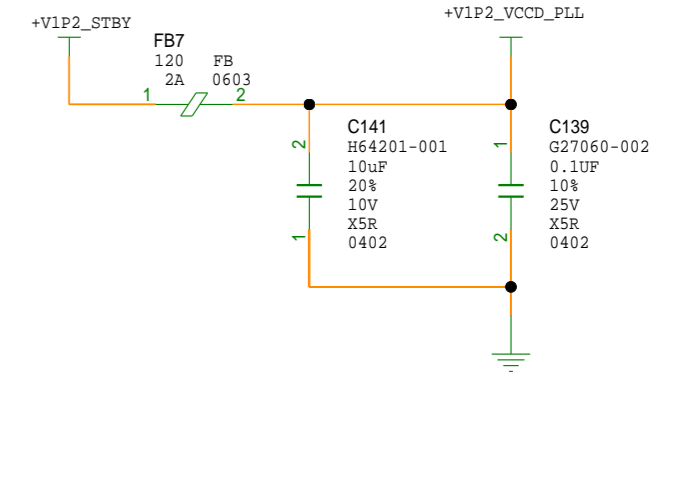 +V1P2_STBY
+V1P2_VCCD_PLL
FB7
120 FB
2A 0603
1 2
C141
H64201-001
10uF
20%
10V
X5R
0402
2
1
C139
G27060-002
0.1UF
10%
25V
X5R
0402
1
2